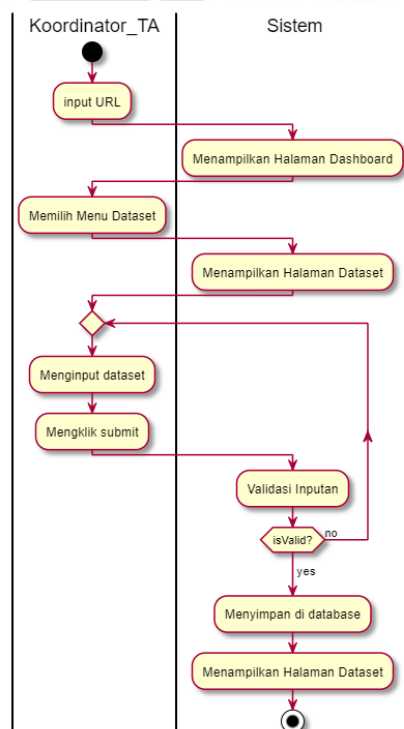 Koordinator_TA
Sistem
input URL
Menampilkan Halaman Dashboard
Memilih Menu Dataset
Menampilkan Halaman Dataset
Menginput dataset
Mengklik submit
Validasi Inputan
isValid?
no
yes
Menyimpan di database
Menampilkan Halaman Dataset